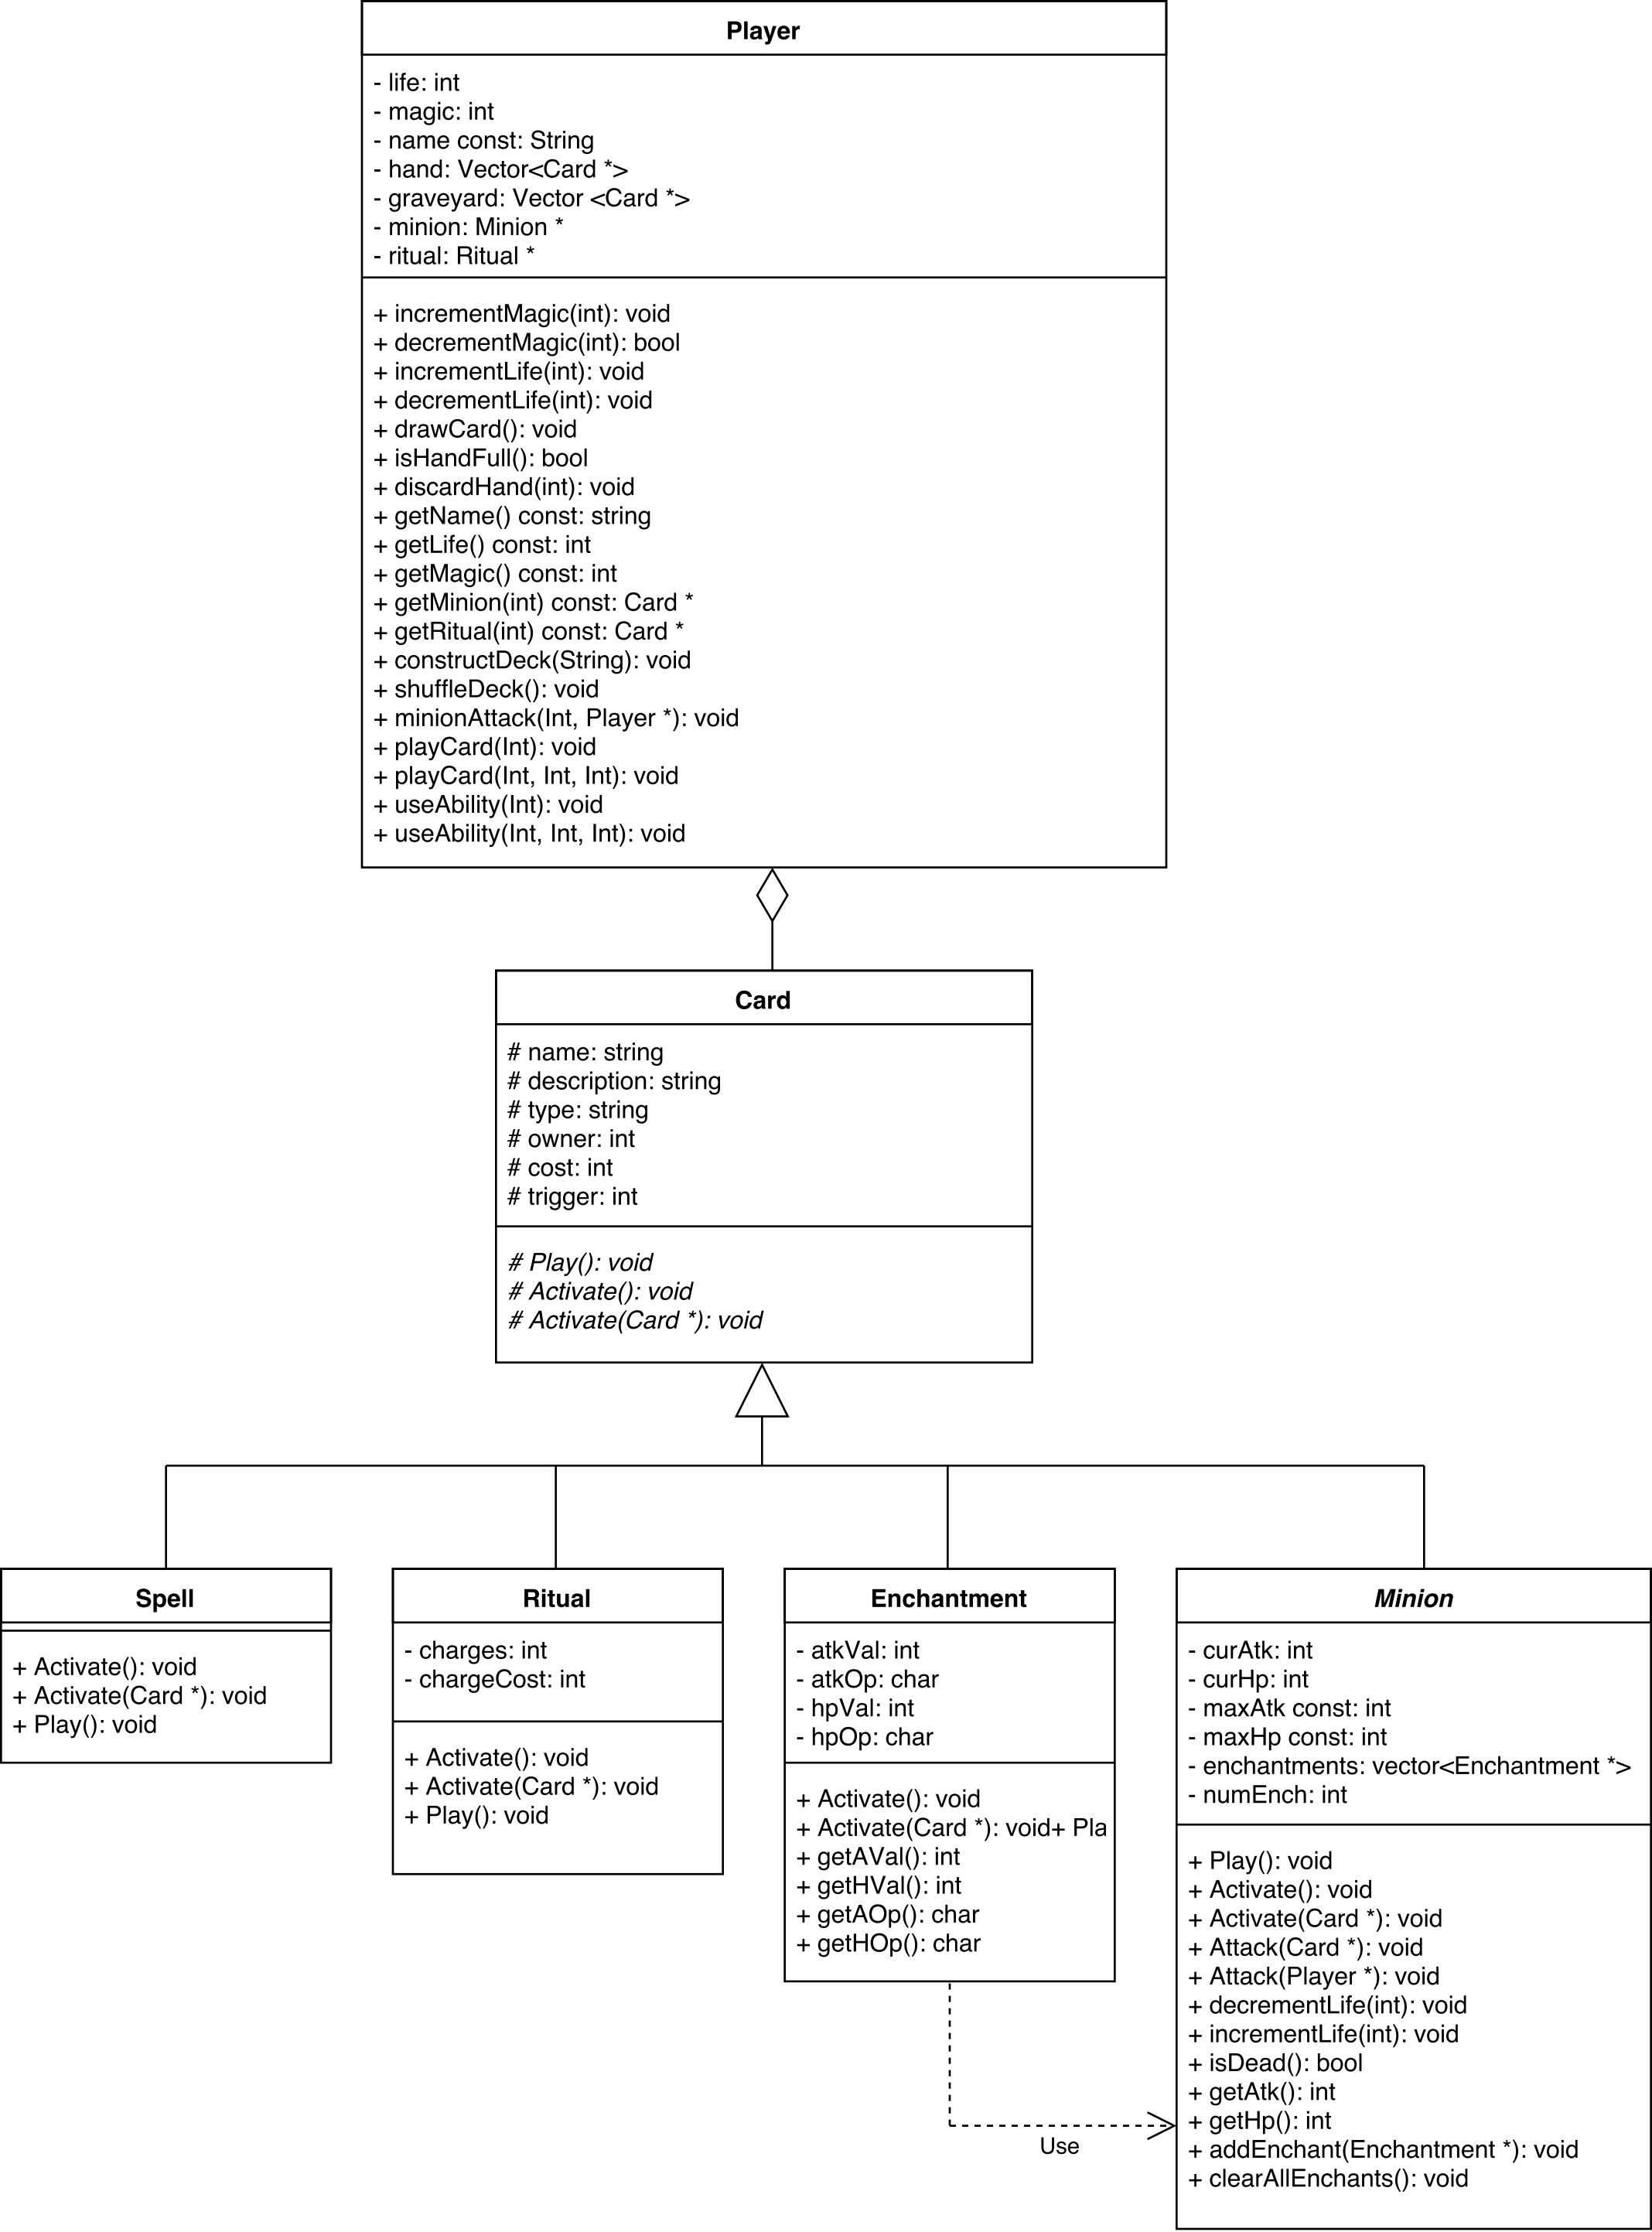 Player
- life: int
- magic: int
- name const: String
- hand: Vector<Card *>
- graveyard: Vector <Card *>
- minion: Minion *
- ritual: Ritual *
+ incrementMagic(int): void
+ decrementMagic(int): bool
+ incrementLife(int): void
+ decrementLife(int): void
+ drawCard(): void
+ isHandFull(): bool
+ discardHand(int): void
+ getName() const: string
+ getLife() const: int
+ getMagic() const: int
+ getMinion(int) const: Card *
+ getRitual(int) const: Card *
+ constructDeck(String): void
+ shuffleDeck(): void
+ minionAttack(Int, Player *): void
+ playCard(Int): void
+ playCard(Int, Int, Int): void
+ useAbility(Int): void
+ useAbility(Int, Int, Int): void
Card
# name: string
# description: string
# type: string
# owner: int
# cost: int
# trigger: int
# Play(): void
# Activate(): void
# Activate(Card *): void
Spell
+ Activate(): void
+ Activate(Card *): void
+ Play(): void
Ritual
- charges: int
- chargeCost: int
+ Activate(): void
+ Activate(Card *): void
+ Play(): void
Enchantment
- atkVal: int
- atkOp: char
- hpVal: int
- hpOp: char
+ Activate(): void
+ Activate(Card *): void+ Pla
+ getAVal(): int
+ getHVal(): int
+ getAOp(): char
+ getHOp(): char
Minion
- curAtk: int
- curHp: int
- maxAtk const: int
- maxHp const: int
- enchantments: vector<Enchantment *>
- numEnch: int
+ Play(): void
+ Activate(): void
+ Activate(Card *): void
+ Attack(Card *): void
+ Attack(Player *): void
+ decrementLife(int): void
+ incrementLife(int): void
+ isDead(): bool
+ getAtk(): int
+ getHp(): int
+ addEnchant(Enchantment *): void
+ clearAllEnchants(): void
Use